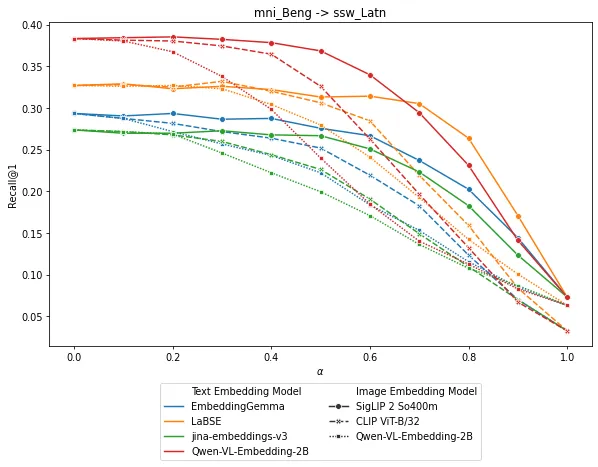 mni_Beng -> ssw_Latn
Recall@1
0.40
0.35
0.30
0.25
0.20
0.15
0.10
0.05
0.0
0.2
0.4
0.6
0.8
1.0
α
Text Embedding Model
EmbeddingGemma
LaBSE
jina-embeddings-v3
Qwen-VL-Embedding-2B
Image Embedding Model
SigLIP 2 So400m
CLIP ViT-B/32
Qwen-VL-Embedding-2B